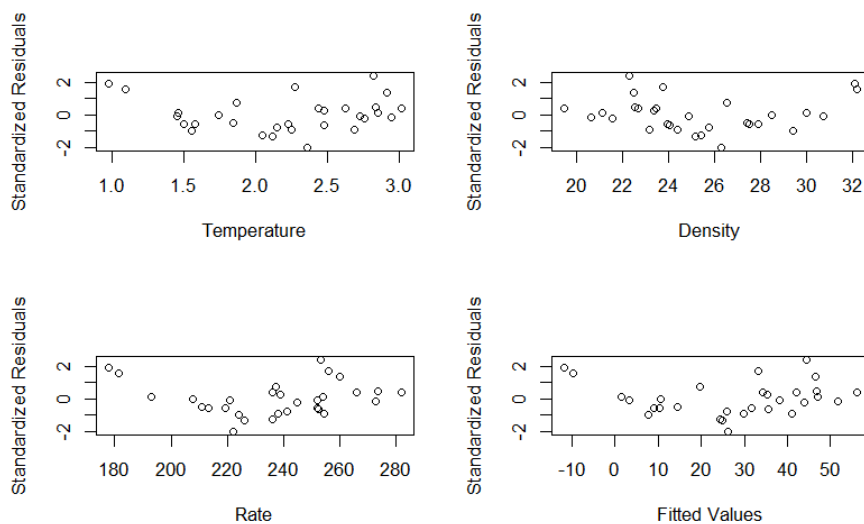 Standardized Residuals
2
0
-2
1.0 1.5 2.0 2.5 3.0
Temperature
Standardized Residuals
2
0
-2
20 22 24 26 28 30 32
Density
Standardized Residuals
2
0
-2
180 200 220 240 260 280
Rate
Standardized Residuals
2
0
-2
-10 0 10 20 30 40 50
Fitted Values